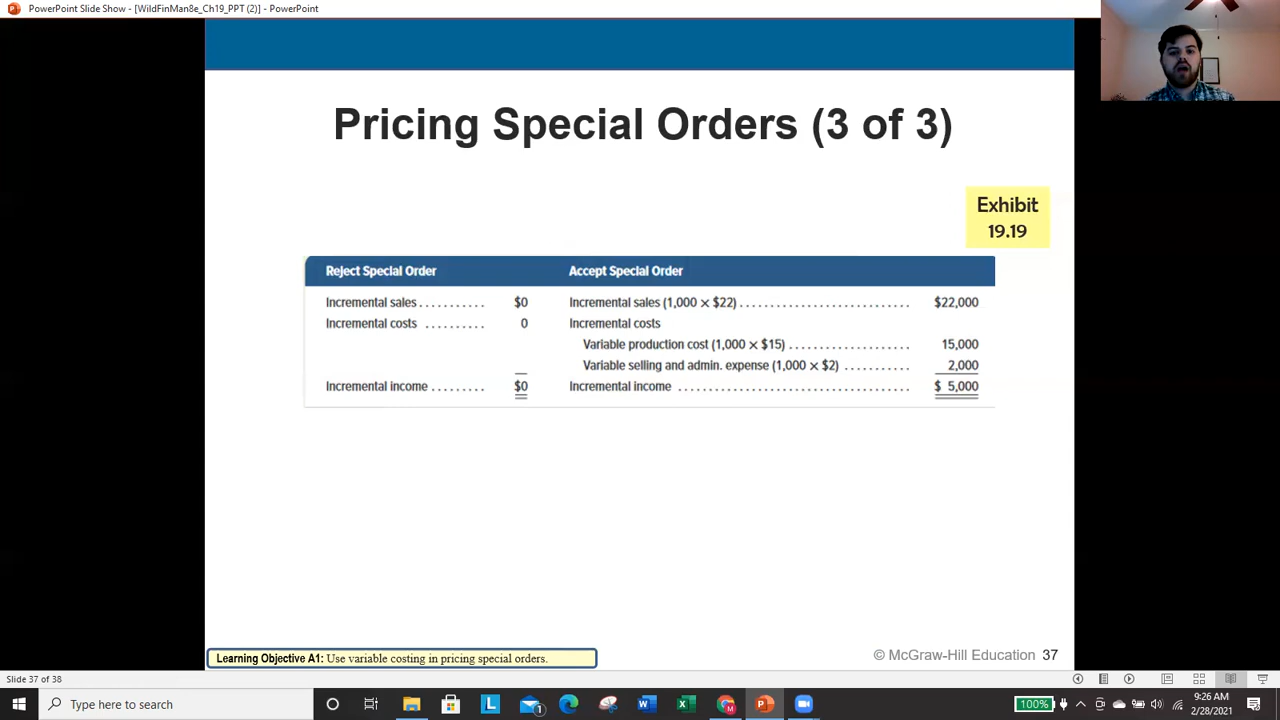 PowerPoint Slide Show - [WildFinMan8e_Ch19_PPT (2)] - PowerPoint
Pricing Special Orders (3 of 3)
Exhibit
19.19
Reject Special Order Accept Special Order
Incremental sales . . . . . . . . . . . $0 Incremental sales (1,000 × $22) . . . . . . . . . . . . . . . . . . . . . . . . . . . . $22,000
Incremental costs . . . . . . . . . . 0 Incremental costs
Variable production cost (1,000 × $15) . . . . . . . . . . . . . . . . . . . . 15,000
Variable selling and admin. expense (1,000 × $2) . . . . . . . . . . . 2,000
Incremental income . . . . . . . . . $0 Incremental income . . . . . . . . . . . . . . . . . . . . . . . . . . . . . . . . . . . . . . $ 5,000
Learning Objective A1: Use variable costing in pricing special orders.
© McGraw-Hill Education 37
Slide 37 of 38
Type here to search
100%
9:26 AM
2/28/2021